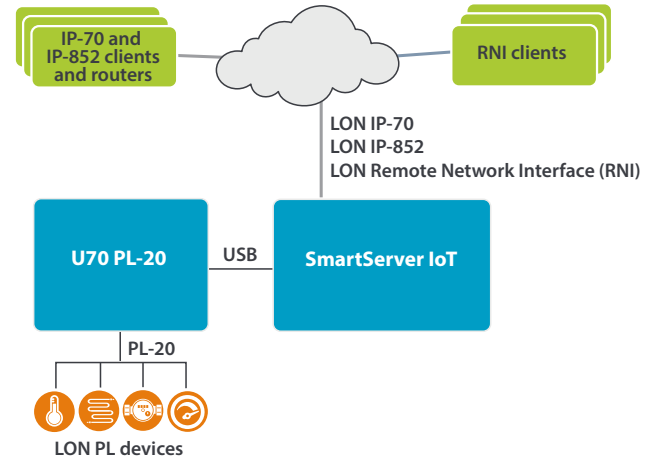 IP-70 and
IP-852 clients
and routers
RNI clients
LON IP-70
LON IP-852
LON Remote Network Interface (RNI)
U70 PL-20
USB
SmartServer IoT
PL-20
LON PL devices